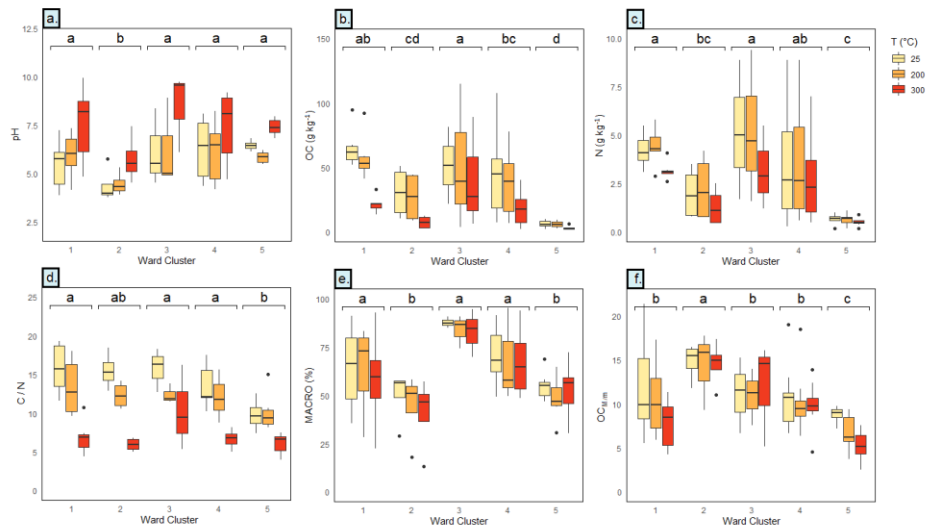 a.
a b a a a
12.5
10.0
7.5
5.0
2.5
pH
1 2 3 4 5
Ward Cluster
b.
ab cd a bc d
150
100
50
0
OC (g kg⁻¹)
1 2 3 4 5
Ward Cluster
c.
a bc a ab c
10.0
7.5
5.0
2.5
0.0
N (g kg⁻¹)
1 2 3 4 5
Ward Cluster
T (°C)
25
200
300
d.
a ab a a b
25
20
15
10
5
0
C / N
1 2 3 4 5
Ward Cluster
e.
a b a a b
100
75
50
25
0
MACRO (%)
1 2 3 4 5
Ward Cluster
f.
b a b b c
20
15
10
5
0
OC M:m
1 2 3 4 5
Ward Cluster